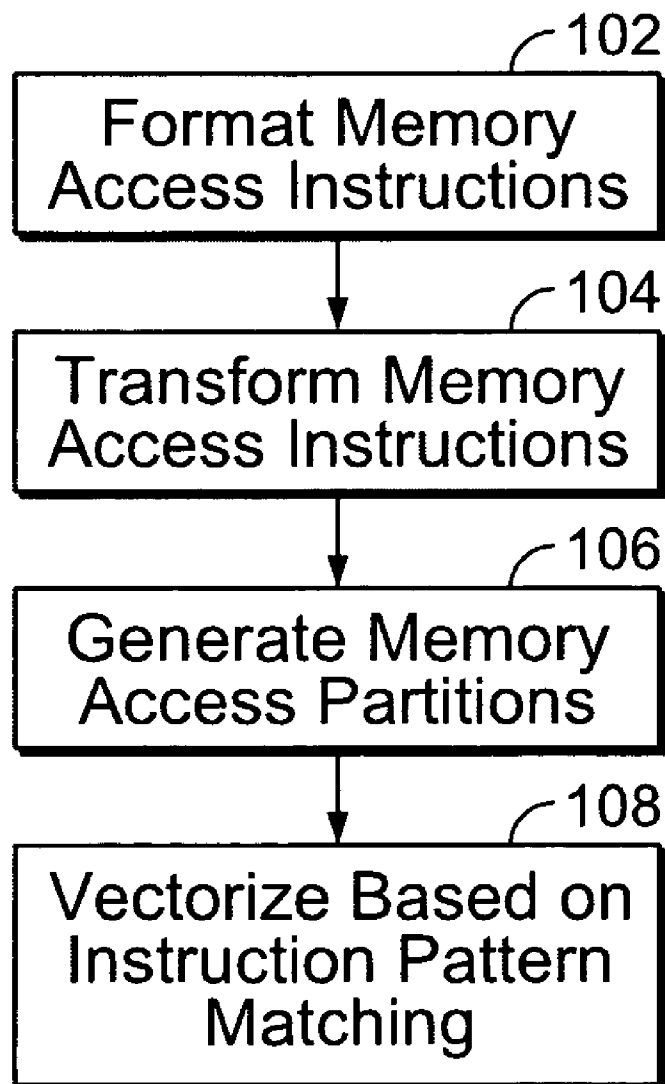 102
Format Memory
Access Instructions
104
Transform Memory
Access Instructions
106
Generate Memory
Access Partitions
108
Vectorize Based on
Instruction Pattern
Matching